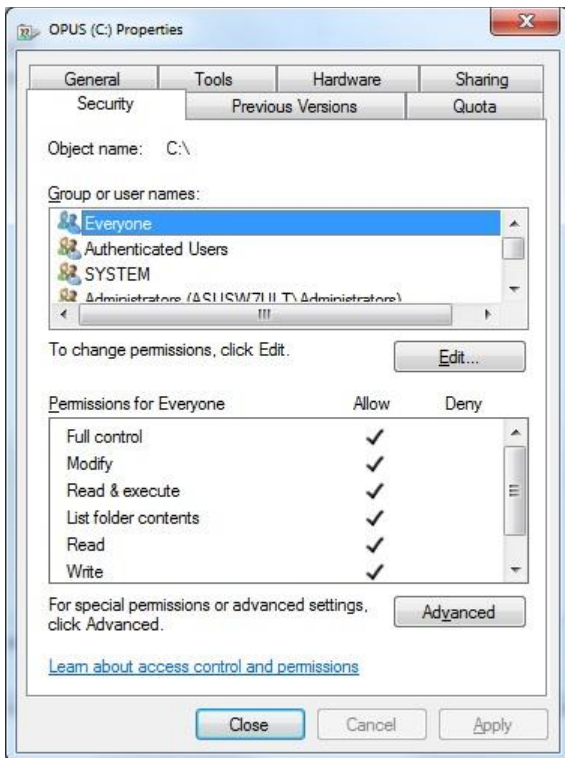 OPUS (C:) Properties
General Tools Hardware Sharing
Security Previous Versions Quota
Object name: C:\
Group or user names:
Everyone
Authenticated Users
SYSTEM
Administrators (ASUSW7ULT\Administrators)
To change permissions, click Edit.
Edit...
Permissions for Everyone Allow Deny
Full control
Modify
Read & execute
List folder contents
Read
Write
For special permissions or advanced settings,
click Advanced.
Advanced
Learn about access control and permissions
Close Cancel Apply